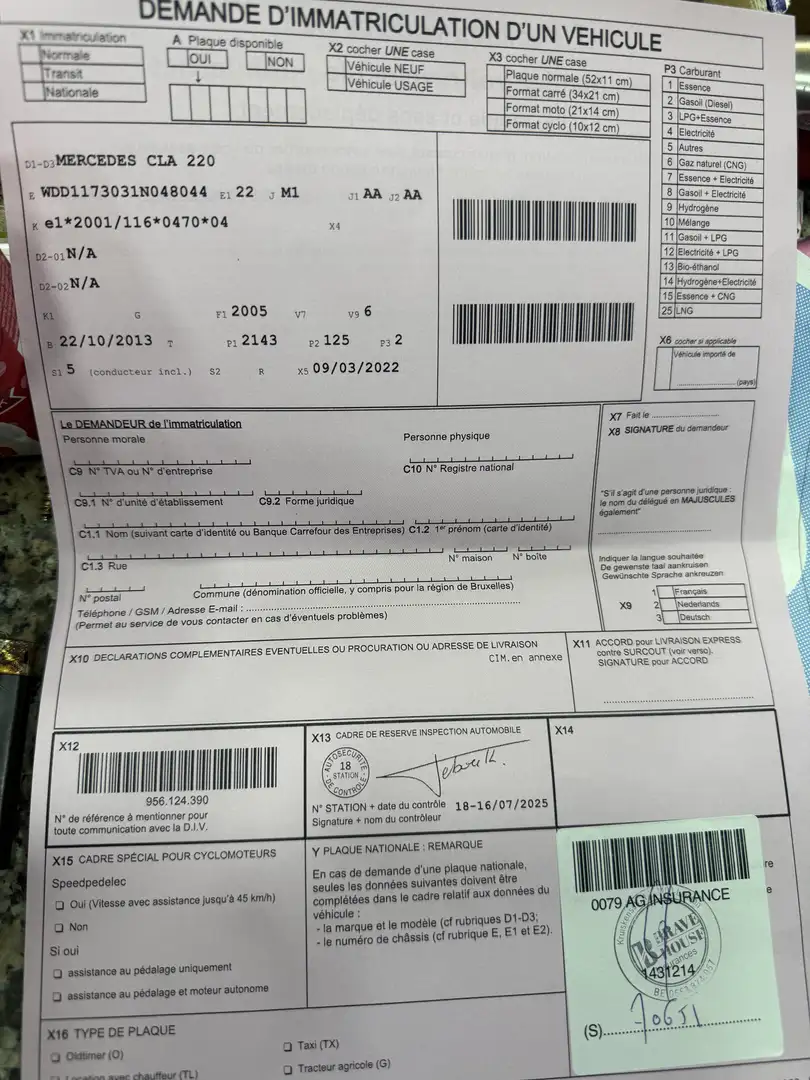 DEMANDE D'IMMATRICULATION D'UN VEHICULE
X1 Immatriculation
Normale
Transit
Nationale
A Plaque disponible
OUI
NON
X2 cocher UNE case
Véhicule NEUF
Véhicule USAGE
X3 cocher UNE case
Plaque normale (52x11 cm)
Format carré (34x21 cm)
Format moto (21x14 cm)
Format cyclo (10x12 cm)
P3 Carburant
1 Essence
2 Gasoil (Diesel)
3 LPG+Essence
4 Electricité
5 Autres
6 Gaz naturel (CNG)
7 Essence + Electricité
8 Gasoil + Electricité
9 Hydrogène
10 Mélange
11 Gasoil + LPG
12 Electricité + LPG
13 Bio-éthanol
14 Hydrogène+Electricité
15 Essence + CNG
25 LNG
D1-D3 MERCEDES CLA 220
E WDD1173031N048044 E1 22 J M1 J1 AA J2 AA
K e1*2001/116*0470*04 X4
D2-01 N/A
D2-02 N/A
K1 G F1 2005 V7 V9 6
B 22/10/2013 T P1 2143 P2 125 P3 2
S1 5 (conducteur incl.) S2 R X5 09/03/2022
X6 cocher si applicable
Véhicule importé de
(pays)
Le DEMANDEUR de l'immatriculation
Personne morale
Personne physique
C9 N° TVA ou N° d'entreprise
C10 N° Registre national
C9.1 N° d'unité d'établissement
C9.2 Forme juridique
C1.1 Nom (suivant carte d'identité ou Banque Carrefour des Entreprises) C1.2 1er prénom (carte d'identité)
C1.3 Rue
N° maison
N° boîte
N° postal
Commune (dénomination officielle, y compris pour la région de Bruxelles)
Téléphone / GSM / Adresse E-mail :
(Permet au service de vous contacter en cas d'éventuels problèmes)
X7 Fait le
X8 SIGNATURE du demandeur
"S'il s'agit d'une personne juridique :
le nom du délégué en MAJUSCULES
également"
Indiquer la langue souhaitée
De gewenste taal aankruisen
Gewünschte Sprache ankreuzen
X9
1 Français
2 Nederlands
3 Deutsch
X10 DECLARATIONS COMPLEMENTAIRES EVENTUELLES OU PROCURATION OU ADRESSE DE LIVRAISON
CIM.en annexe
X11 ACCORD pour LIVRAISON EXPRESS
contre SURCOUT (voir verso).
SIGNATURE pour ACCORD
X12
956.124.390
N° de référence à mentionner pour
toute communication avec la D.I.V.
X13 CADRE DE RESERVE INSPECTION AUTOMOBILE
AUTOSECURITE
18
STATION
DE CONTROLE
N° STATION + date du contrôle 18-16/07/2025
Signature + nom du contrôleur
X14
X15 CADRE SPÉCIAL POUR CYCLOMOTEURS
Speedpedelec
Oui (Vitesse avec assistance jusqu'à 45 km/h)
Non
Si oui
assistance au pédalage uniquement
assistance au pédalage et moteur autonome
Y PLAQUE NATIONALE : REMARQUE
En cas de demande d'une plaque nationale,
seules les données suivantes doivent être
complétées dans le cadre relatif aux données du
véhicule :
- la marque et le modèle (cf rubriques D1-D3;
- le numéro de châssis (cf rubrique E, E1 et E2).
re
e
0079 AG INSURANCE
BRAVE
HOUSE
1431214
(S)
X16 TYPE DE PLAQUE
Oldtimer (O)
Location avec chauffeur (TL)
Taxi (TX)
Tracteur agricole (G)